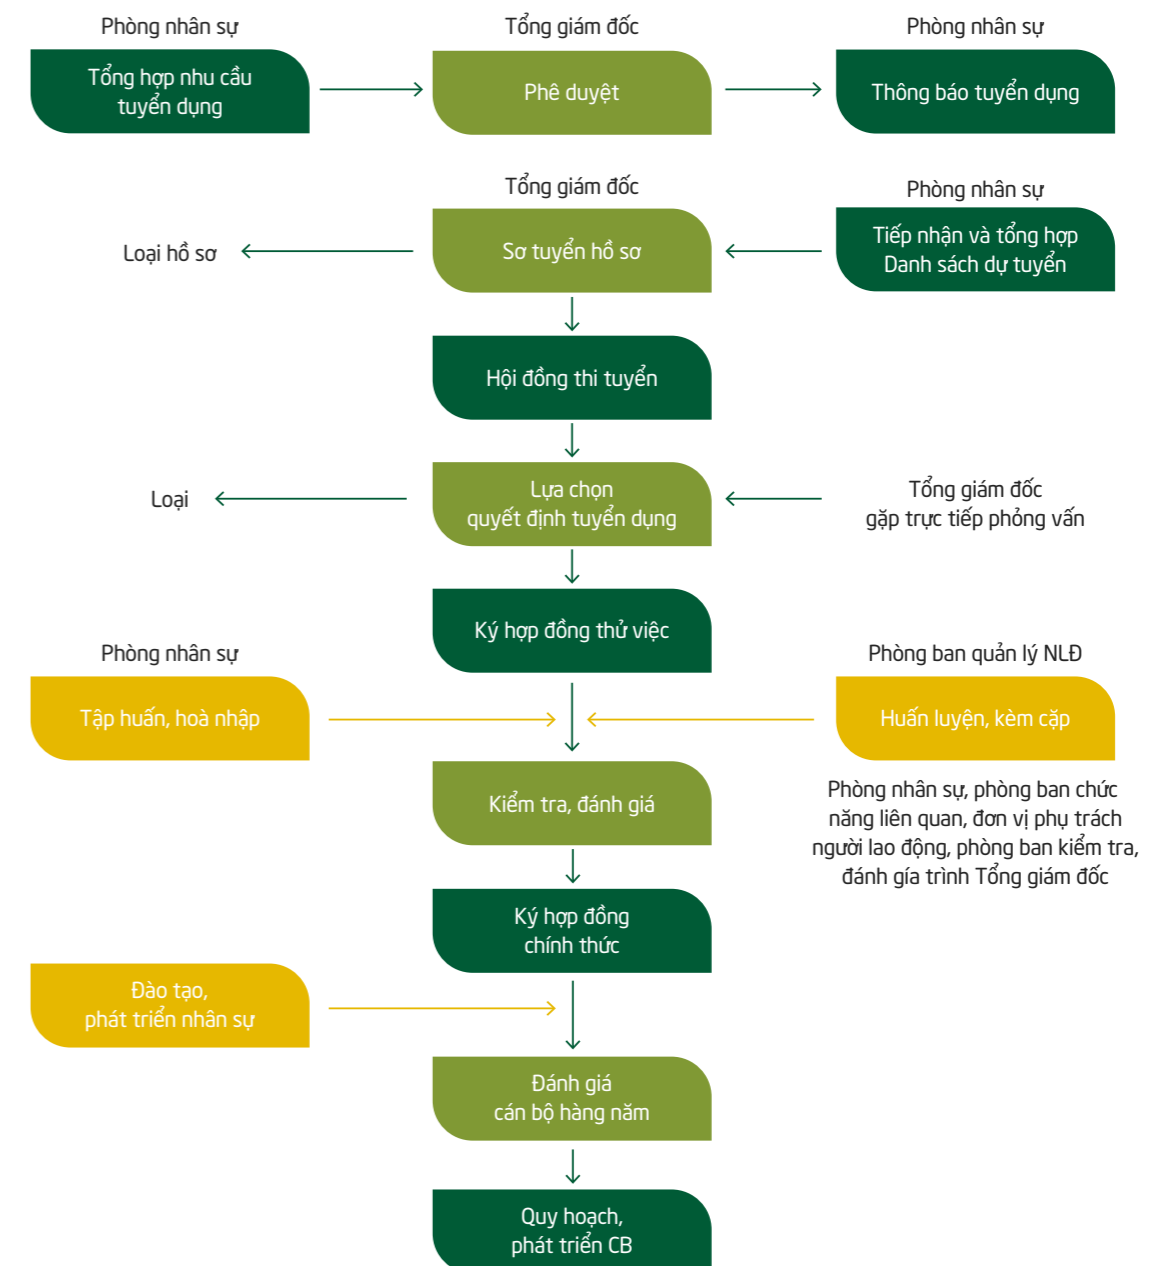 Phòng nhân sự
Tổng giám đốc
Phòng nhân sự
Tổng hợp nhu cầu
tuyển dụng
Phê duyệt
Thông báo tuyển dụng
Tổng giám đốc
Phòng nhân sự
Loại hồ sơ
Sơ tuyển hồ sơ
Tiếp nhận và tổng hợp
Danh sách dự tuyển
Hội đồng thi tuyển
Loại
Lựa chọn
quyết định tuyển dụng
Tổng giám đốc
gặp trực tiếp phỏng vấn
Ký hợp đồng thử việc
Phòng nhân sự
Phòng ban quản lý NLĐ
Tập huấn, hoà nhập
Huấn luyện, kèm cặp
Kiểm tra, đánh giá
Phòng nhân sự, phòng ban chức
năng liên quan, đơn vị phụ trách
người lao động, phòng ban kiểm tra,
đánh gía trình Tổng giám đốc
Ký hợp đồng
chính thức
Đào tạo,
phát triển nhân sự
Đánh giá
cán bộ hàng năm
Quy hoạch,
phát triển CB